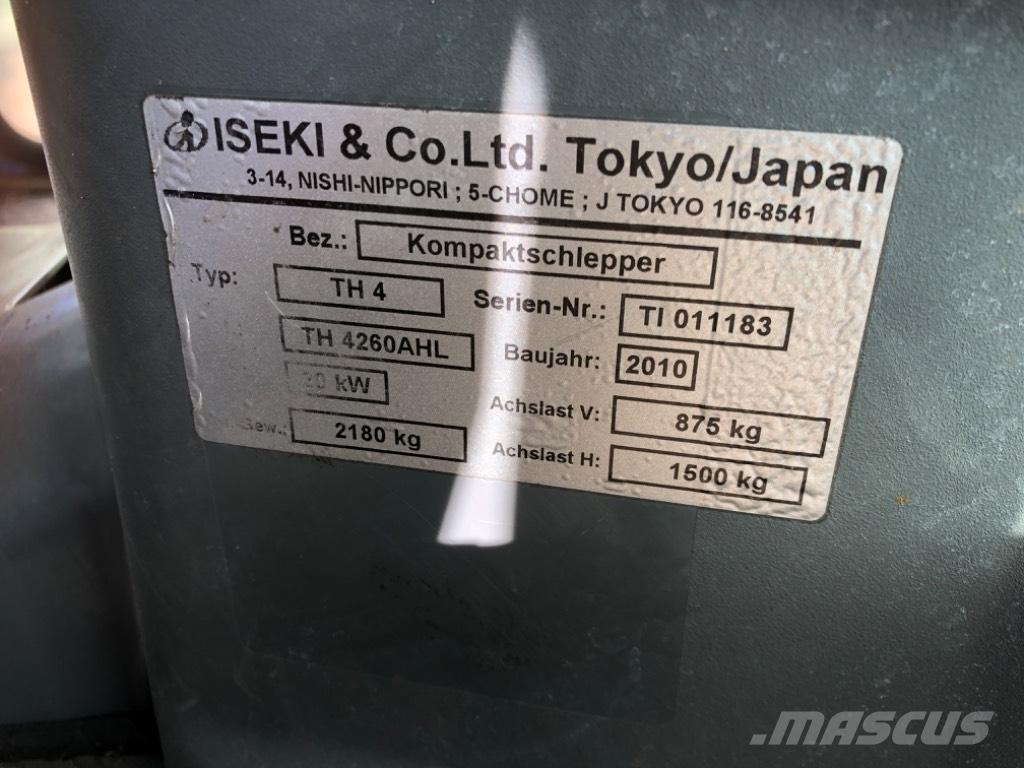 ISEKI & Co.Ltd. Tokyo/Japan
3-14, NISHI-NIPPORI ; 5-CHOME ; J TOKYO 116-8541
Bez.: Kompaktschlepper
Typ: TH 4 Serien-Nr.: TI 011183
TH 4260AHL Baujahr: 2010
kW Achslast V: 875 kg
Gew.: 2180 kg Achslast H: 1500 kg
MASCUS